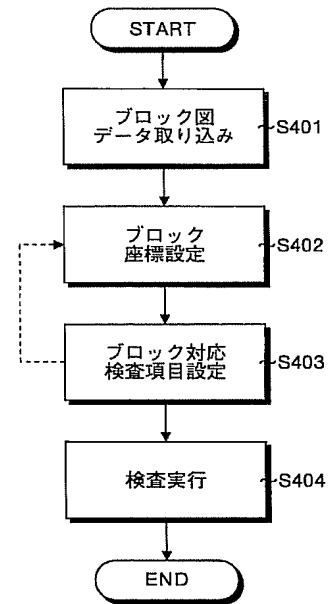 START
ブロック図
データ取り込み
S401
ブロック
座標設定
S402
ブロック対応
検査項目設定
S403
検査実行
S404
END